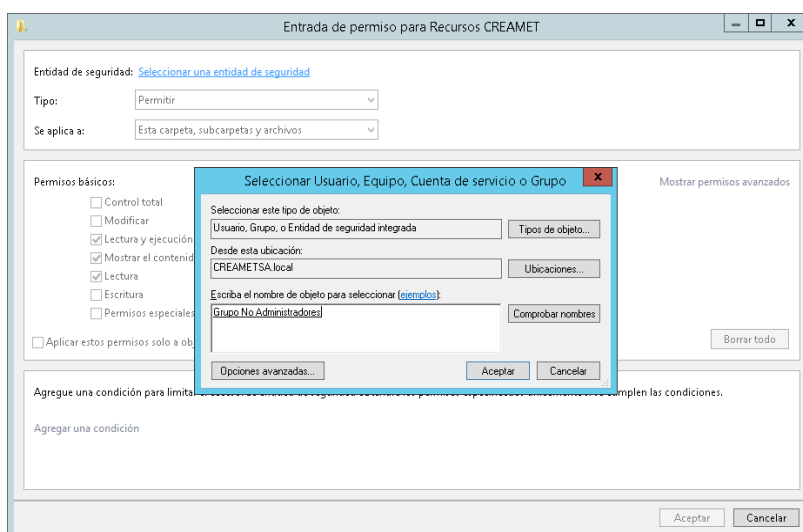 Entrada de permiso para Recursos CREAMET
Entidad de seguridad: Seleccionar una entidad de seguridad
Tipo: Permitir
Se aplica a: Esta carpeta, subcarpetas y archivos
Permisos básicos:
Mostrar permisos avanzados
Control total
Modificar
Lectura y ejecución
Mostrar el contenid
Lectura
Escritura
Permisos especiales
Aplicar estos permisos solo a obj
Borrar todo
Seleccionar Usuario, Equipo, Cuenta de servicio o Grupo
Seleccionar este tipo de objeto:
Usuario, Grupo, o Entidad de seguridad integrada
Tipos de objeto...
Desde esta ubicación:
CREAMETSA.local
Ubicaciones...
Escriba el nombre de objeto para seleccionar (ejemplos):
Grupo No Administradores
Comprobar nombres
Opciones avanzadas...
Aceptar
Cancelar
Agregue una condición para limitar las condiciones.
Agregar una condición
Aceptar
Cancelar